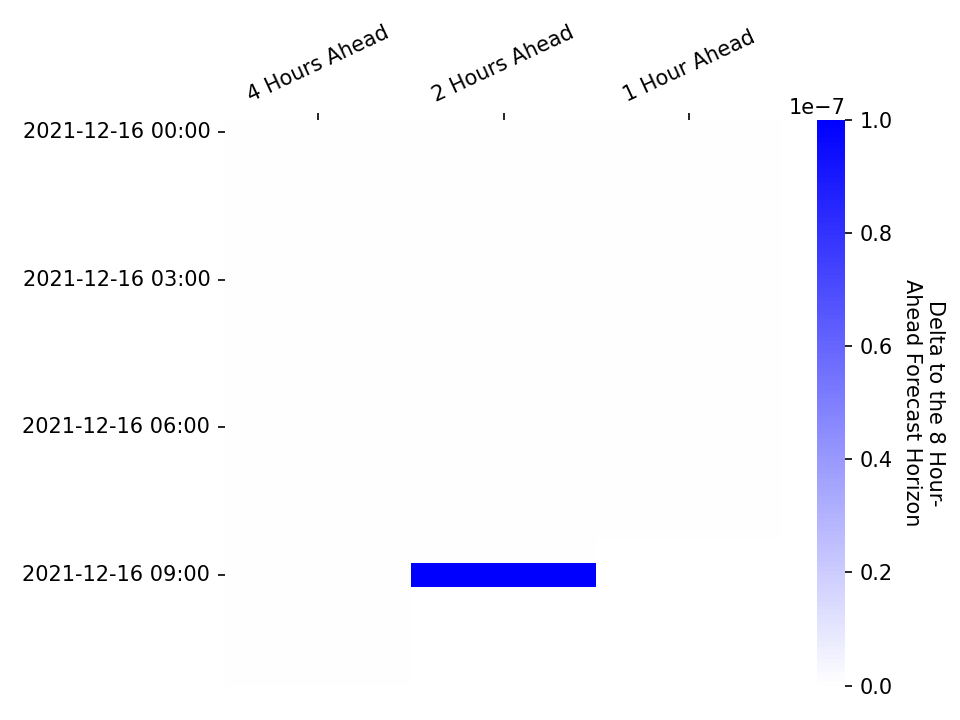 4 Hours Ahead
2 Hours Ahead
1 Hour Ahead
1e−7
2021-12-16 00:00
2021-12-16 03:00
2021-12-16 06:00
2021-12-16 09:00
1.0
0.8
0.6
0.4
0.2
0.0
Delta to the 8 Hour-
Ahead Forecast Horizon